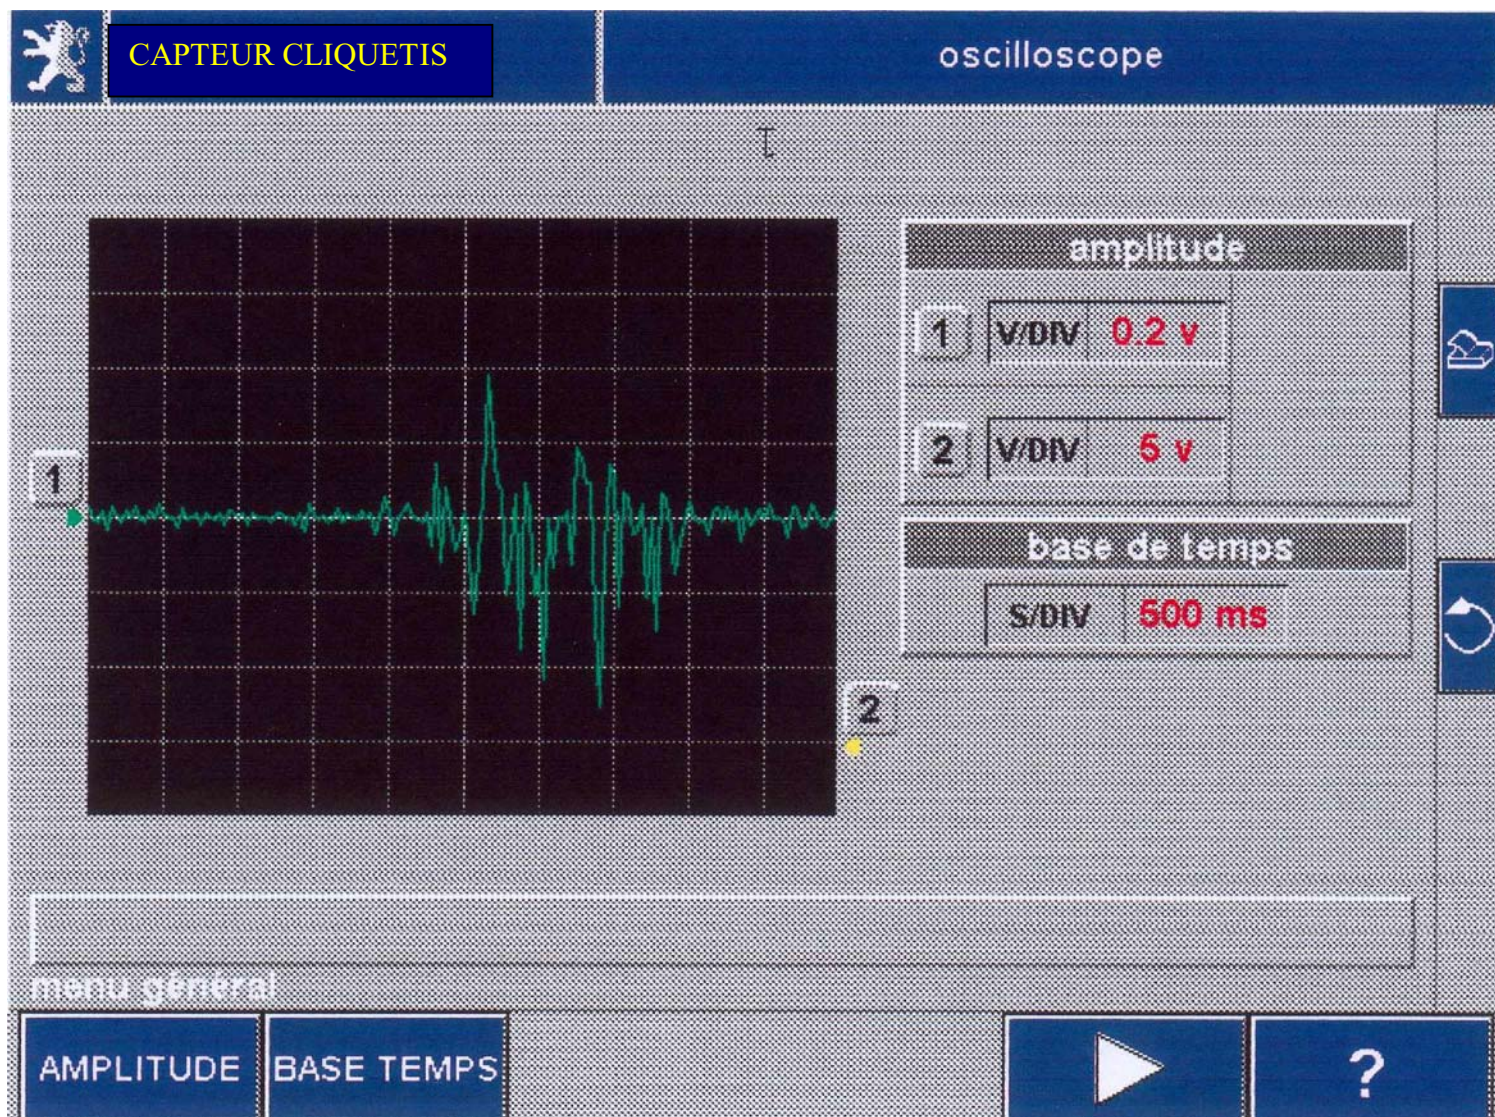 CAPTEUR CLIQUETIS
oscilloscope
amplitude
1 V/DIV 0.2 v
2 V/DIV 5 v
1
base de temps
S/DIV 500 ms
2
menu général
AMPLITUDE
BASE TEMPS
?